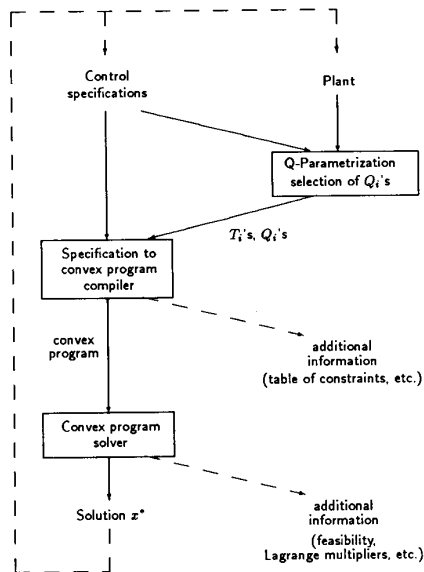 Control
specifications
Plant
Q-Parametrization
selection of Q_i's
T_i's, Q_i's
Specification to
convex program
compiler
convex
program
additional
information
(table of constraints, etc.)
Convex program
solver
Solution x*
additional
information
(feasibility,
Lagrange multipliers, etc.)